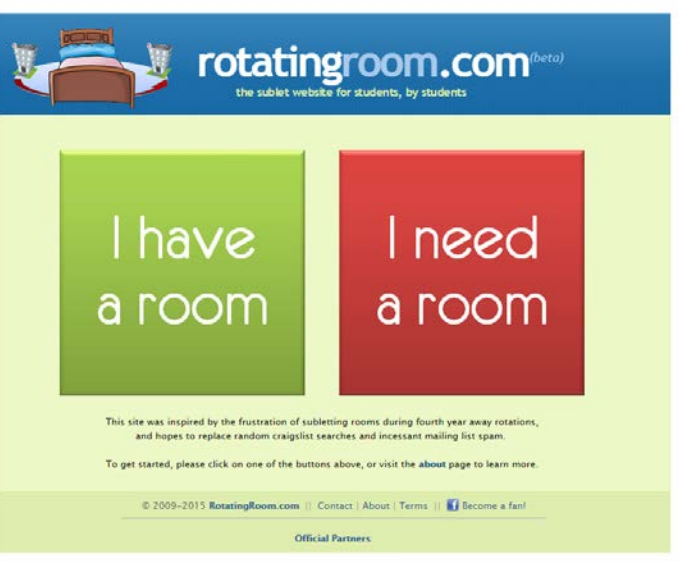 rotatingroom.com (beta)
the sublet website for students, by students
I have
a room
I need
a room
This site was inspired by the frustration of subletting rooms during fourth year away rotations,
and hopes to replace random craigslist searches and incessant mailing list spam.
To get started, please click on one of the buttons above, or visit the about page to learn more.
© 2009-2015 RotatingRoom.com || Contact | About | Terms || f Become a fan!
Official Partners